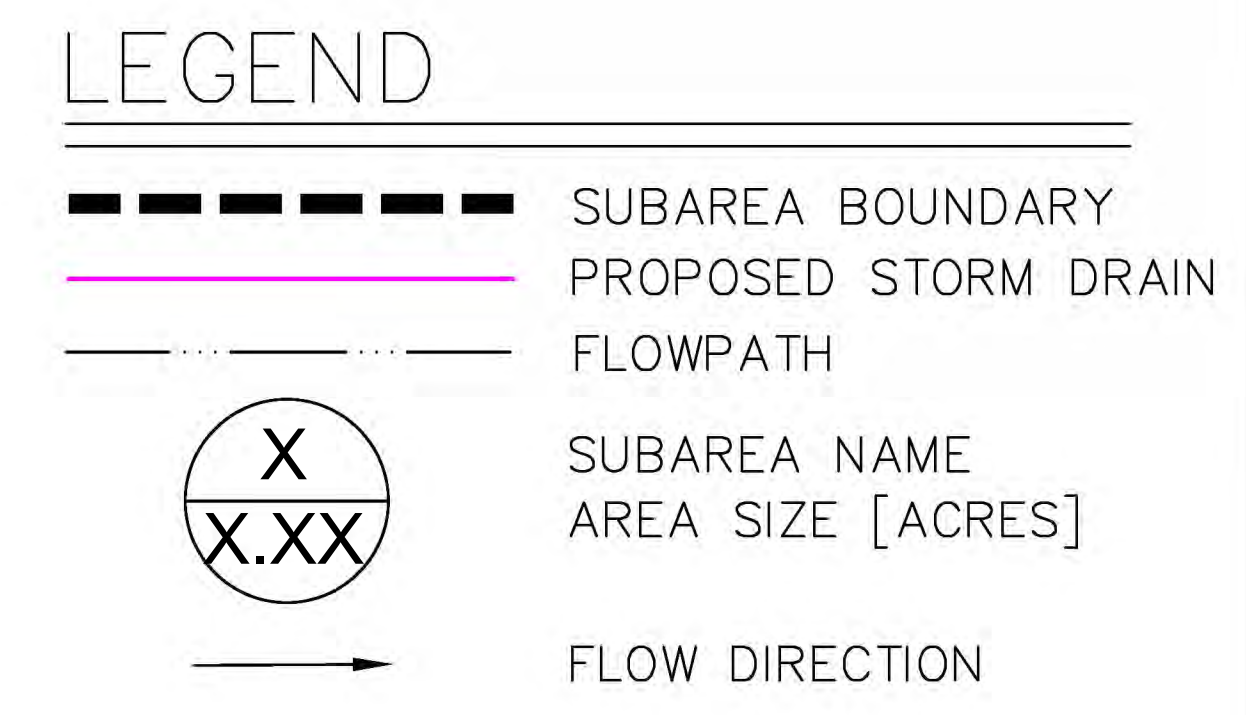 LEGEND
SUBAREA BOUNDARY
PROPOSED STORM DRAIN
FLOWPATH
X
X.XX
SUBAREA NAME
AREA SIZE [ACRES]
FLOW DIRECTION